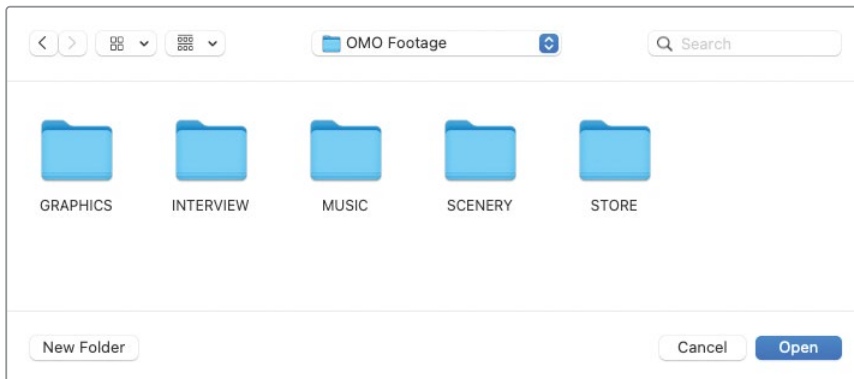 OMO Footage
Search
GRAPHICS INTERVIEW MUSIC SCENERY STORE
New Folder Cancel Open